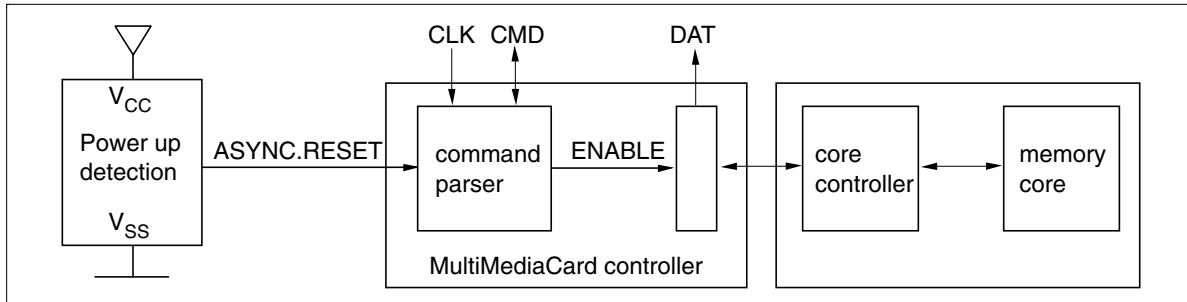 CLK CMD DAT
V_CC
Power up
detection
V_SS
ASYNC.RESET
command
parser
ENABLE
core
controller
memory
core
MultiMediaCard controller